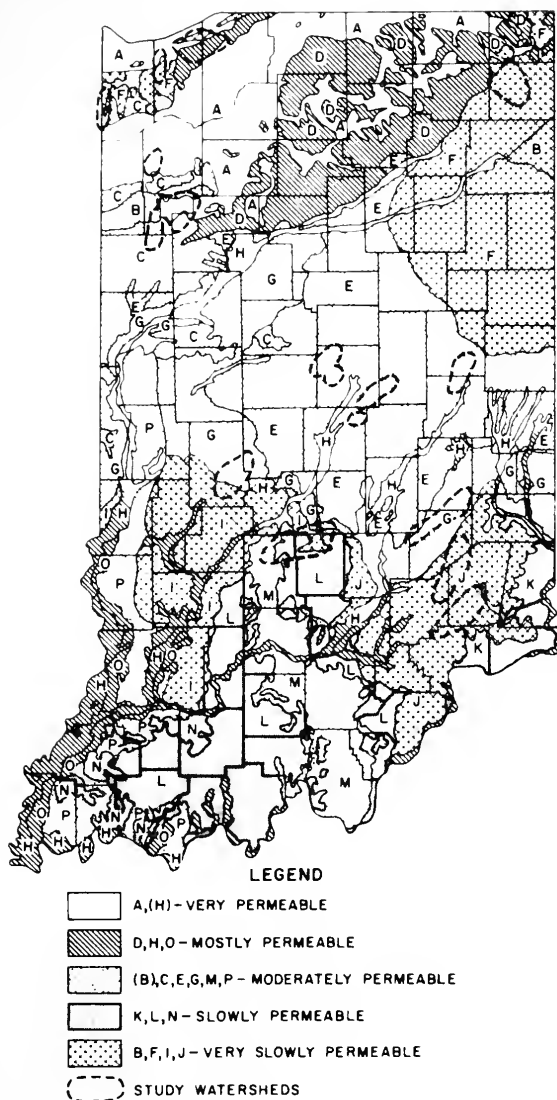 A
A
D
D
F
D
A
D
F
C
D
A
D
D
A
D
B
A
E
F
C
C
B
D
A
E
F
C
E
H
G
E
E
G
G
C
C
P
G
E
H
H
E
C
G
E
H
G
G
I
H
H
G
E
E
G
I
G
O
P
I
M
L
J
J
K
I
L
H
K
O
H
O
I
M
L
L
J
H
P
N
L
M
N
O
P
N
H
O
P
H
LEGEND
A,(H)-VERY PERMEABLE
D,H,O-MOSTLY PERMEABLE
(B),C,E,G,M,P-MODERATELY PERMEABLE
K,L,N-SLOWLY PERMEABLE
B,F,I,J-VERY SLOWLY PERMEABLE
STUDY WATERSHEDS